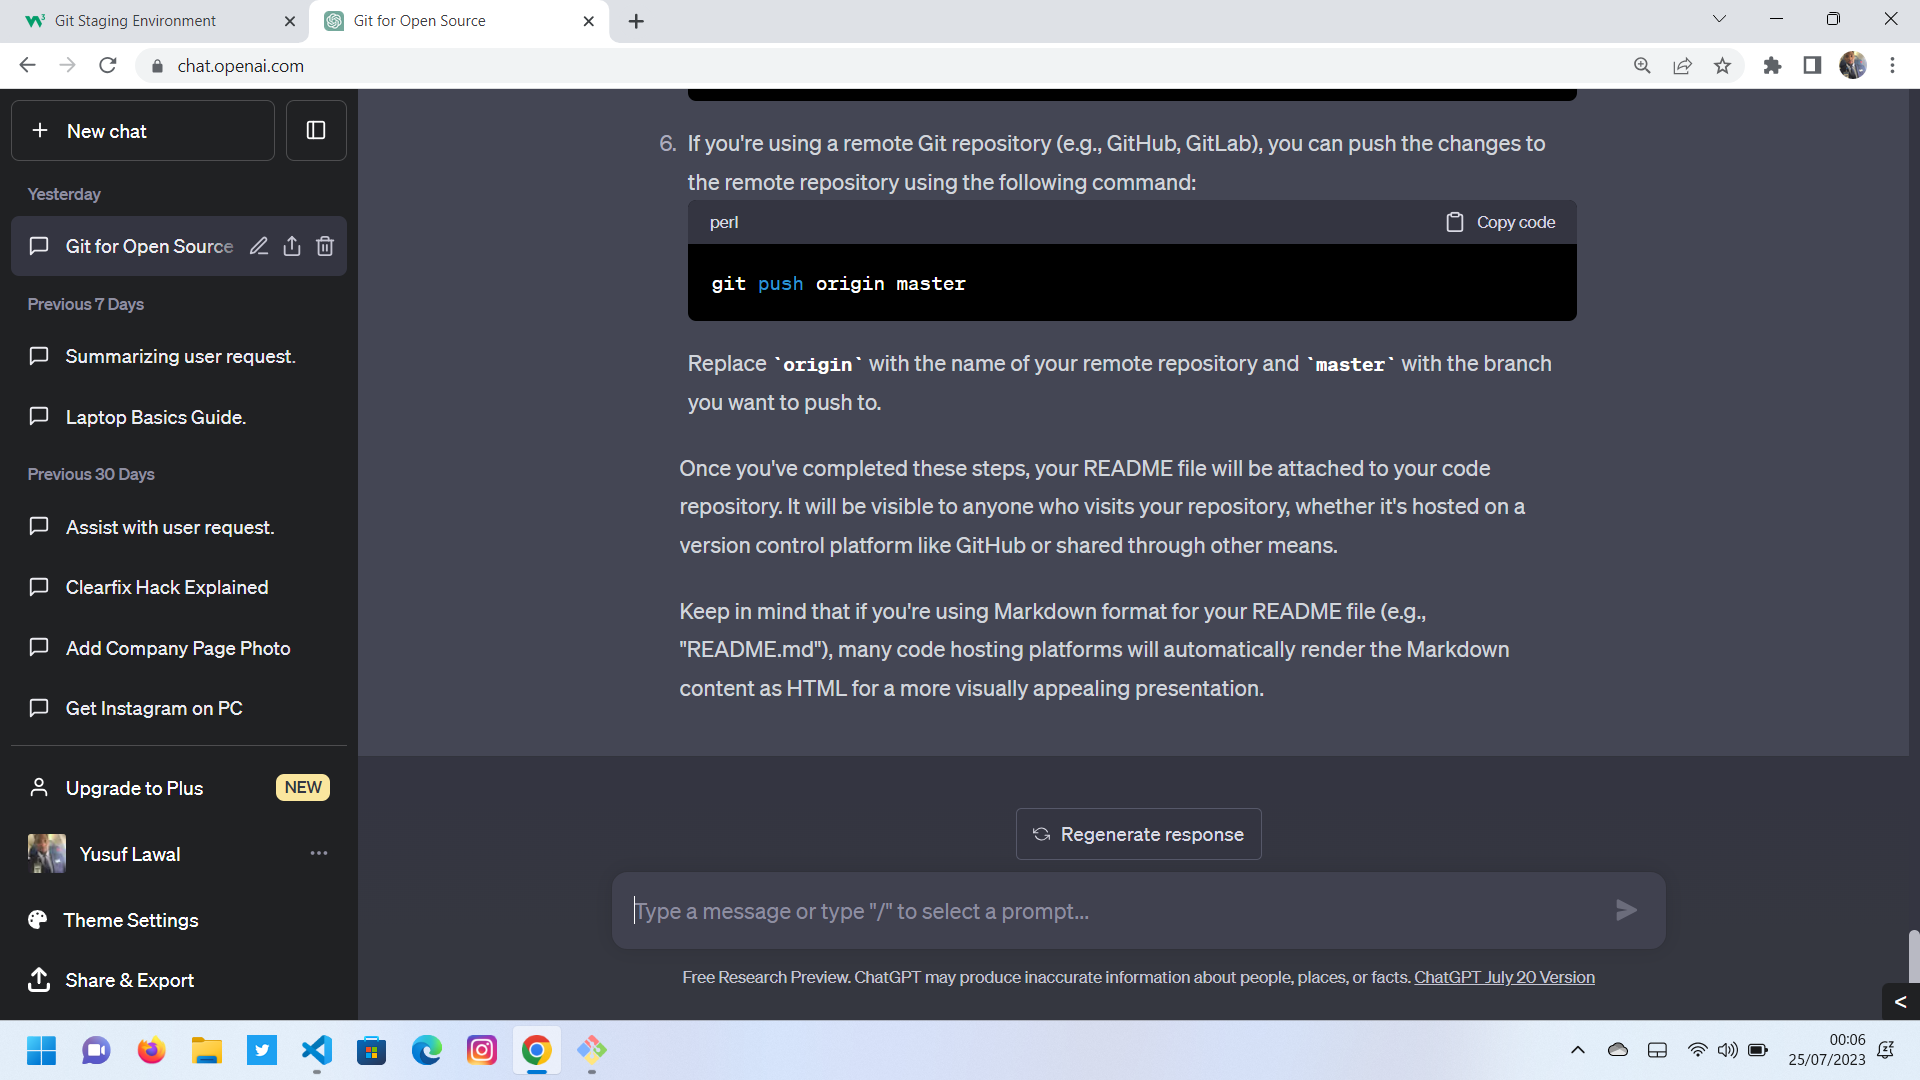 Git Staging Environment
Git for Open Source
chat.openai.com
New chat
Yesterday
Git for Open Source
Previous 7 Days
Summarizing user request.
Laptop Basics Guide.
Previous 30 Days
Assist with user request.
Clearfix Hack Explained
Add Company Page Photo
Get Instagram on PC
Upgrade to Plus
NEW
Yusuf Lawal
Theme Settings
Share & Export
6. If you're using a remote Git repository (e.g., GitHub, GitLab), you can push the changes to
the remote repository using the following command:
perl
Copy code
git push origin master
Replace `origin` with the name of your remote repository and `master` with the branch
you want to push to.
Once you've completed these steps, your README file will be attached to your code
repository. It will be visible to anyone who visits your repository, whether it's hosted on a
version control platform like GitHub or shared through other means.
Keep in mind that if you're using Markdown format for your README file (e.g.,
"README.md"), many code hosting platforms will automatically render the Markdown
content as HTML for a more visually appealing presentation.
Regenerate response
Type a message or type "/" to select a prompt...
Free Research Preview. ChatGPT may produce inaccurate information about people, places, or facts. ChatGPT July 20 Version
<
00:06
25/07/2023